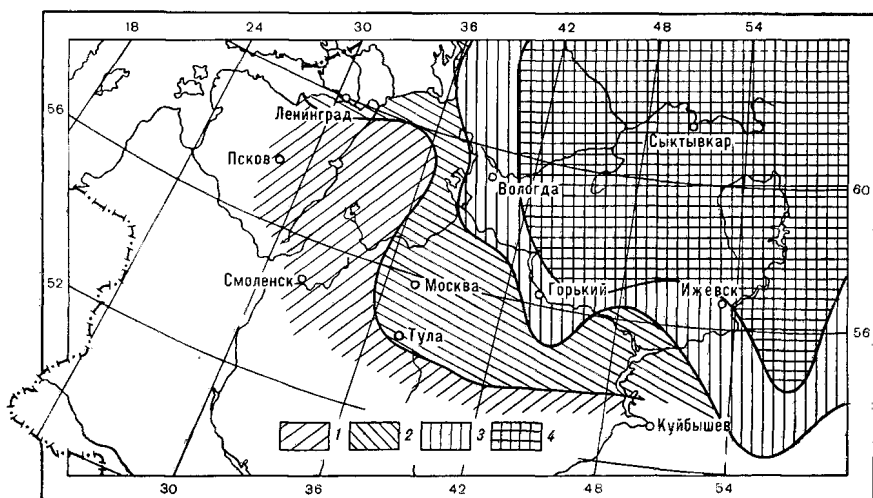 18 24 30 36 42 48 54
56
Ленинград
Сыктывкар
Псков
Вологда
60
52
Смоленск
Москва
Горький
Ижевск
Тула
56
1 2 3 4
Куйбышев
30 36 42 48 54